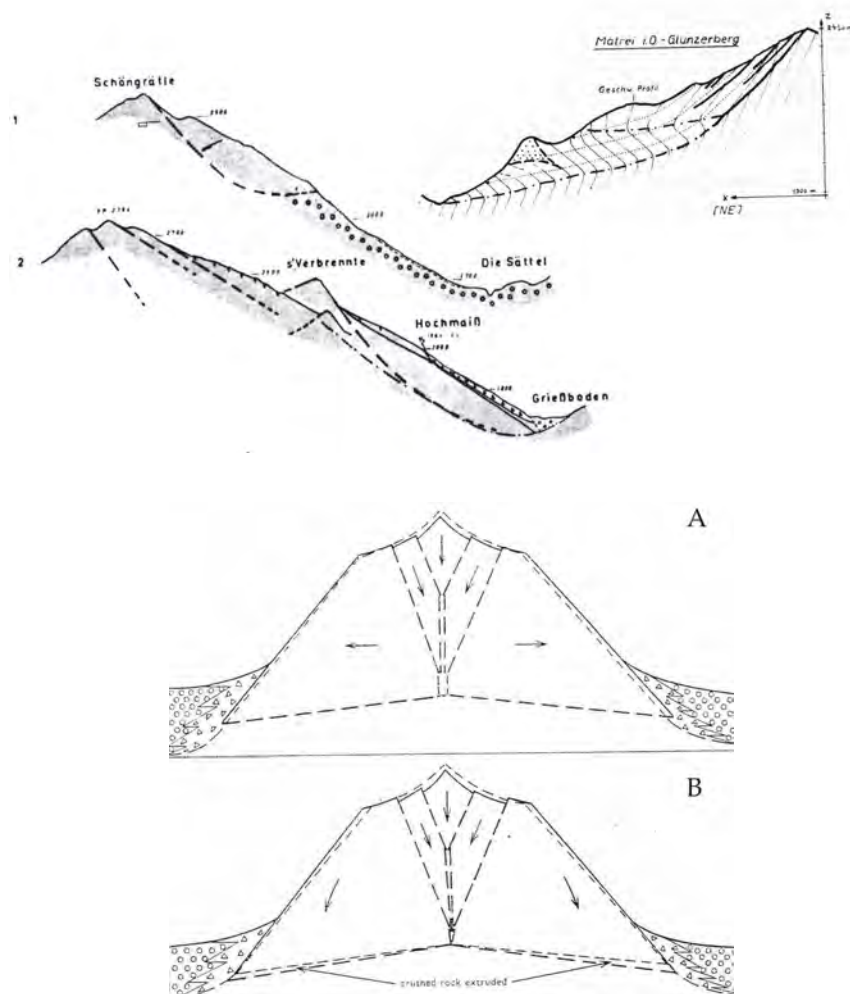 Matrei i.O-Glunzerberg
Geschw. Profil
Z
X
[NE]
1
Schöngrätle
2
s'Verbrennte
Die Sättel
Hochmaiß
Grießboden
A
B
crushed rock extruded